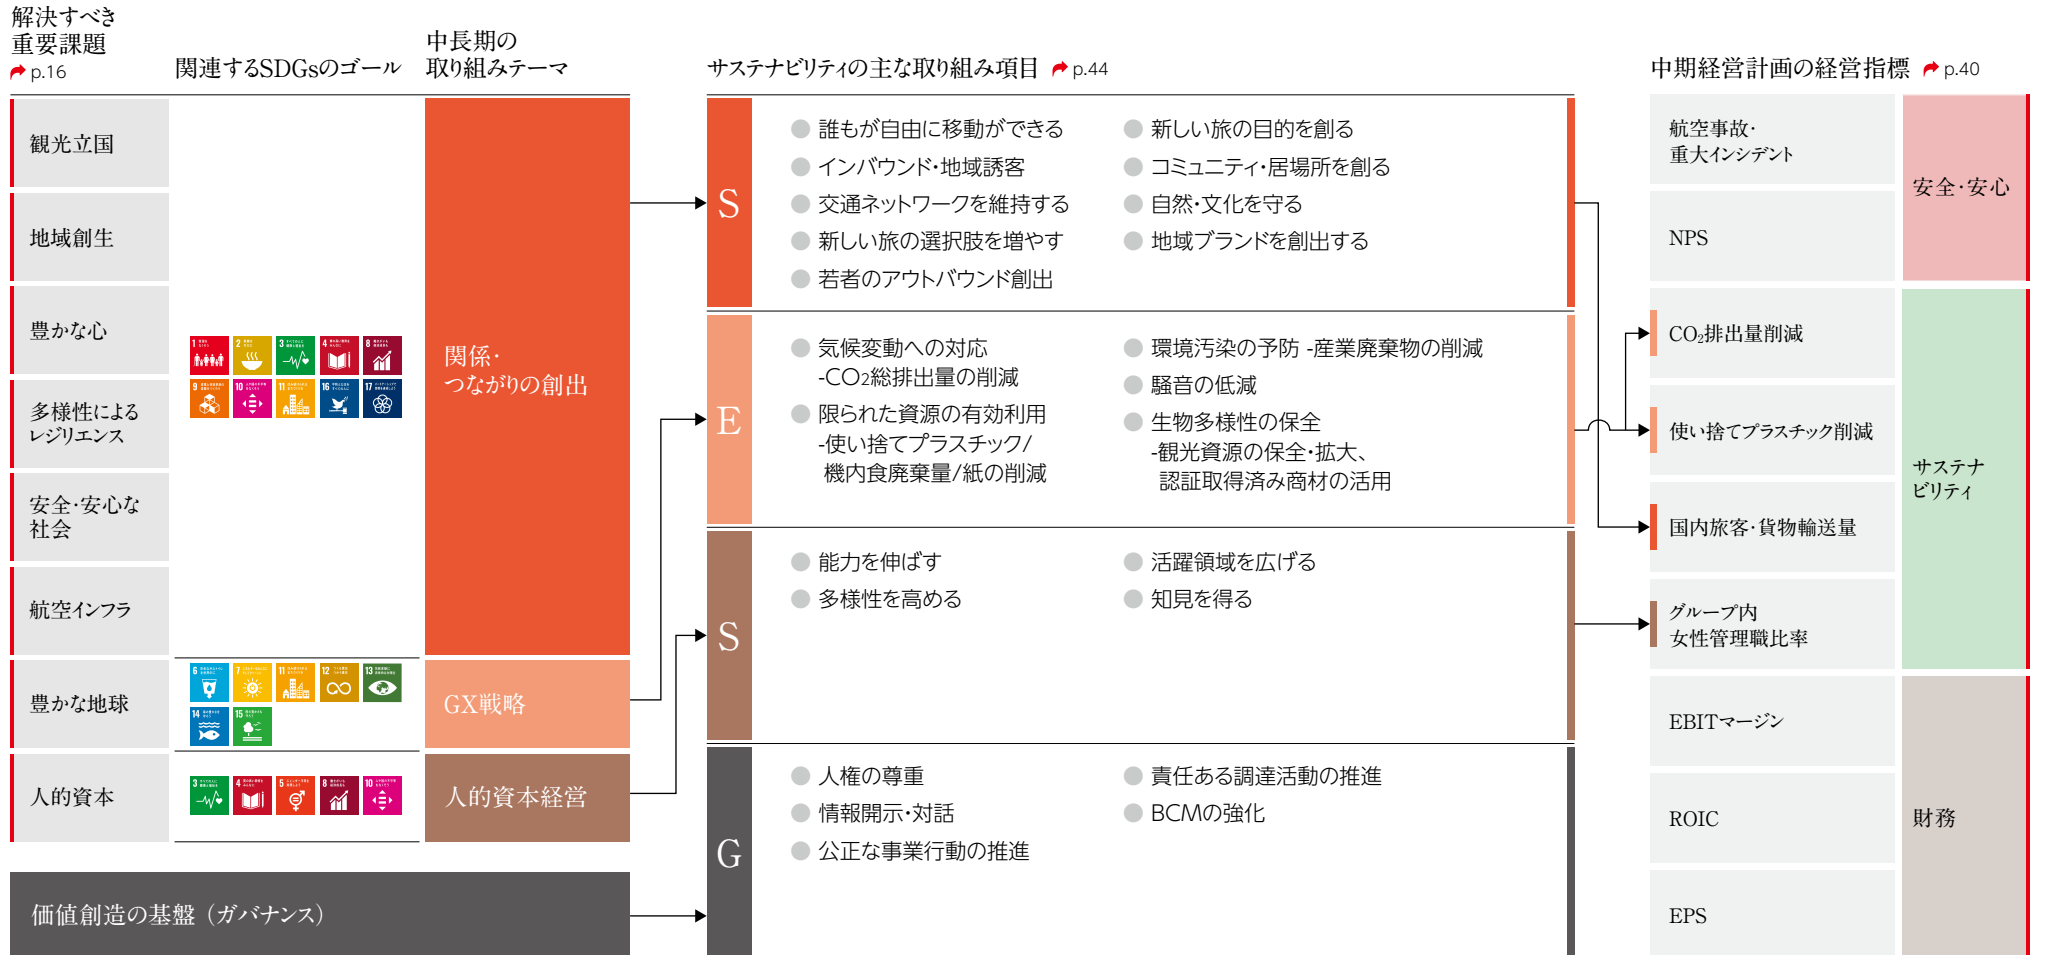 解決すべき
重要課題
p.16
関連するSDGsのゴール
中長期の
取り組みテーマ
サステナビリティの主な取り組み項目 p.44
中期経営計画の経営指標 p.40
観光立国
地域創生
豊かな心
多様性による
レジリエンス
安全・安心な
社会
航空インフラ
豊かな地球
人的資本
価値創造の基盤（ガバナンス）
1
2
3
4
8
9
10
11
16
17
6
7
11
12
13
14
15
3
4
5
8
10
関係・
つながりの創出
GX戦略
人的資本経営
S
誰もが自由に移動ができる
インバウンド・地域誘客
交通ネットワークを維持する
新しい旅の選択肢を増やす
若者のアウトバウンド創出
新しい旅の目的を創る
コミュニティ・居場所を創る
自然・文化を守る
地域ブランドを創出する
E
気候変動への対応
-CO2総排出量の削減
限られた資源の有効利用
-使い捨てプラスチック/
機内食廃棄量/紙の削減
環境汚染の予防 -産業廃棄物の削減
騒音の低減
生物多様性の保全
-観光資源の保全・拡大、
認証取得済み商材の活用
S
能力を伸ばす
多様性を高める
活躍領域を広げる
知見を得る
G
人権の尊重
情報開示・対話
公正な事業行動の推進
責任ある調達活動の推進
BCMの強化
航空事故・
重大インシデント
NPS
安全・安心
CO₂排出量削減
使い捨てプラスチック削減
国内旅客・貨物輸送量
グループ内
女性管理職比率
サステナ
ビリティ
EBITマージン
ROIC
EPS
財務